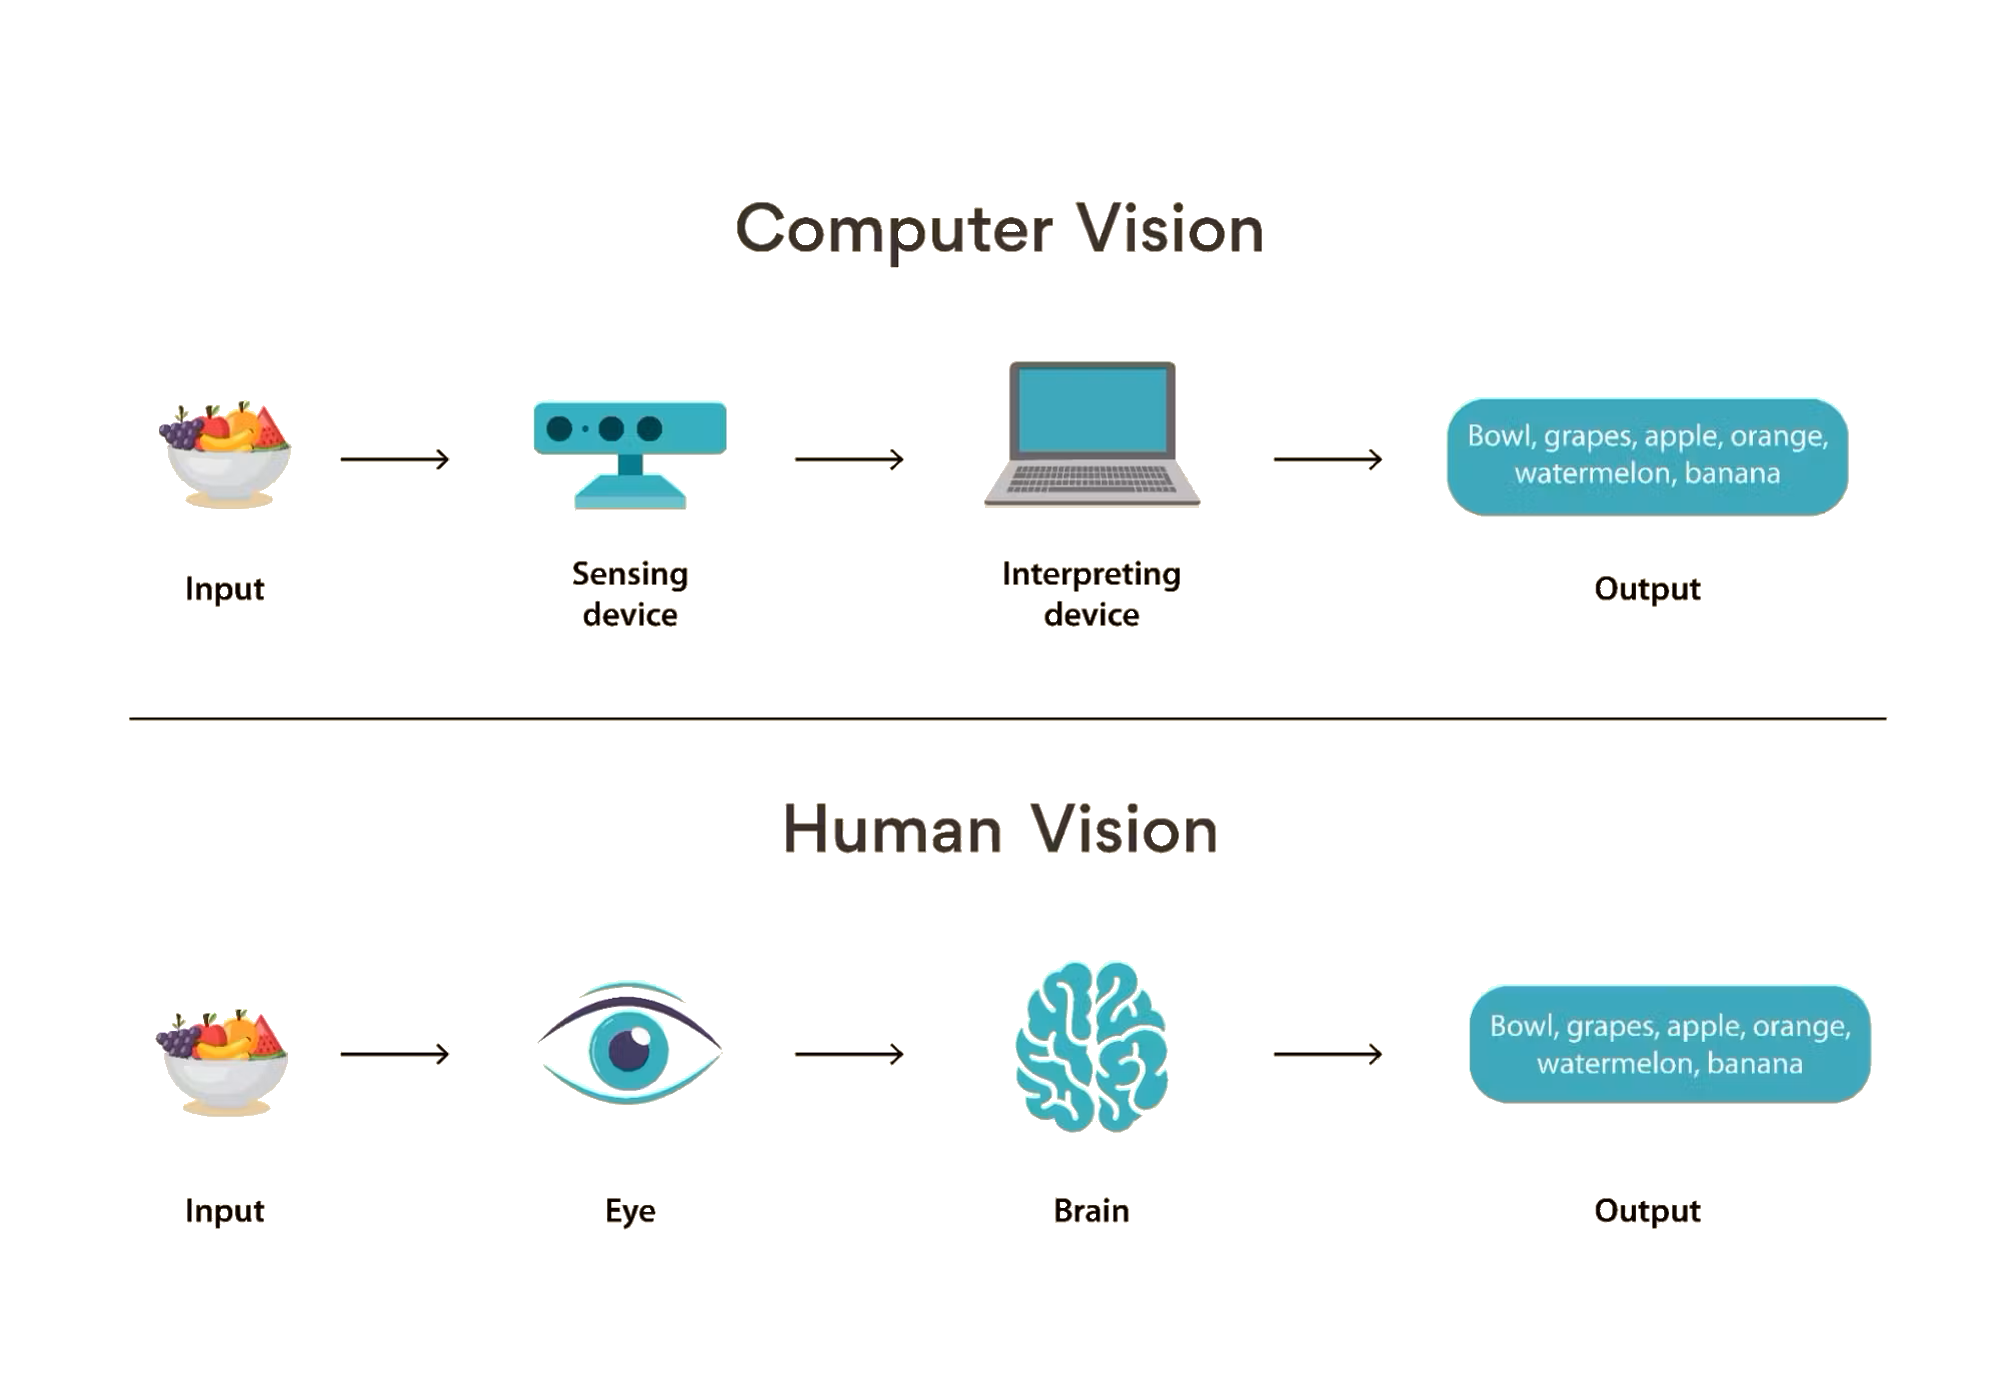 Computer Vision
Bowl, grapes, apple, orange,
watermelon, banana
Input
Sensing
device
Interpreting
device
Output
Human Vision
Bowl, grapes, apple, orange,
watermelon, banana
Input
Eye
Brain
Output